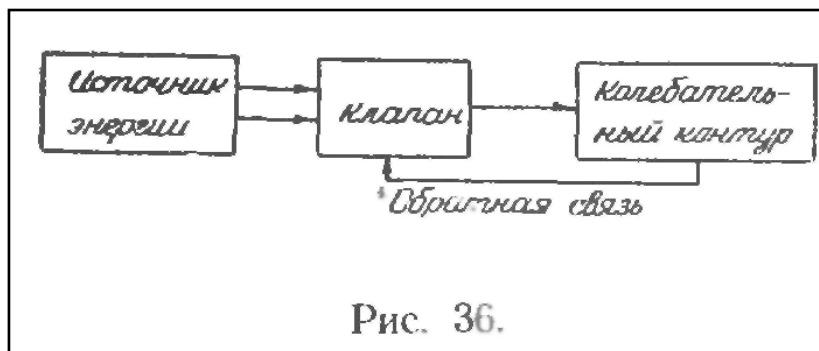 Источник
энергии
Клапан
Колебатель-
ный контур
Обратная связь
Рис. 36.